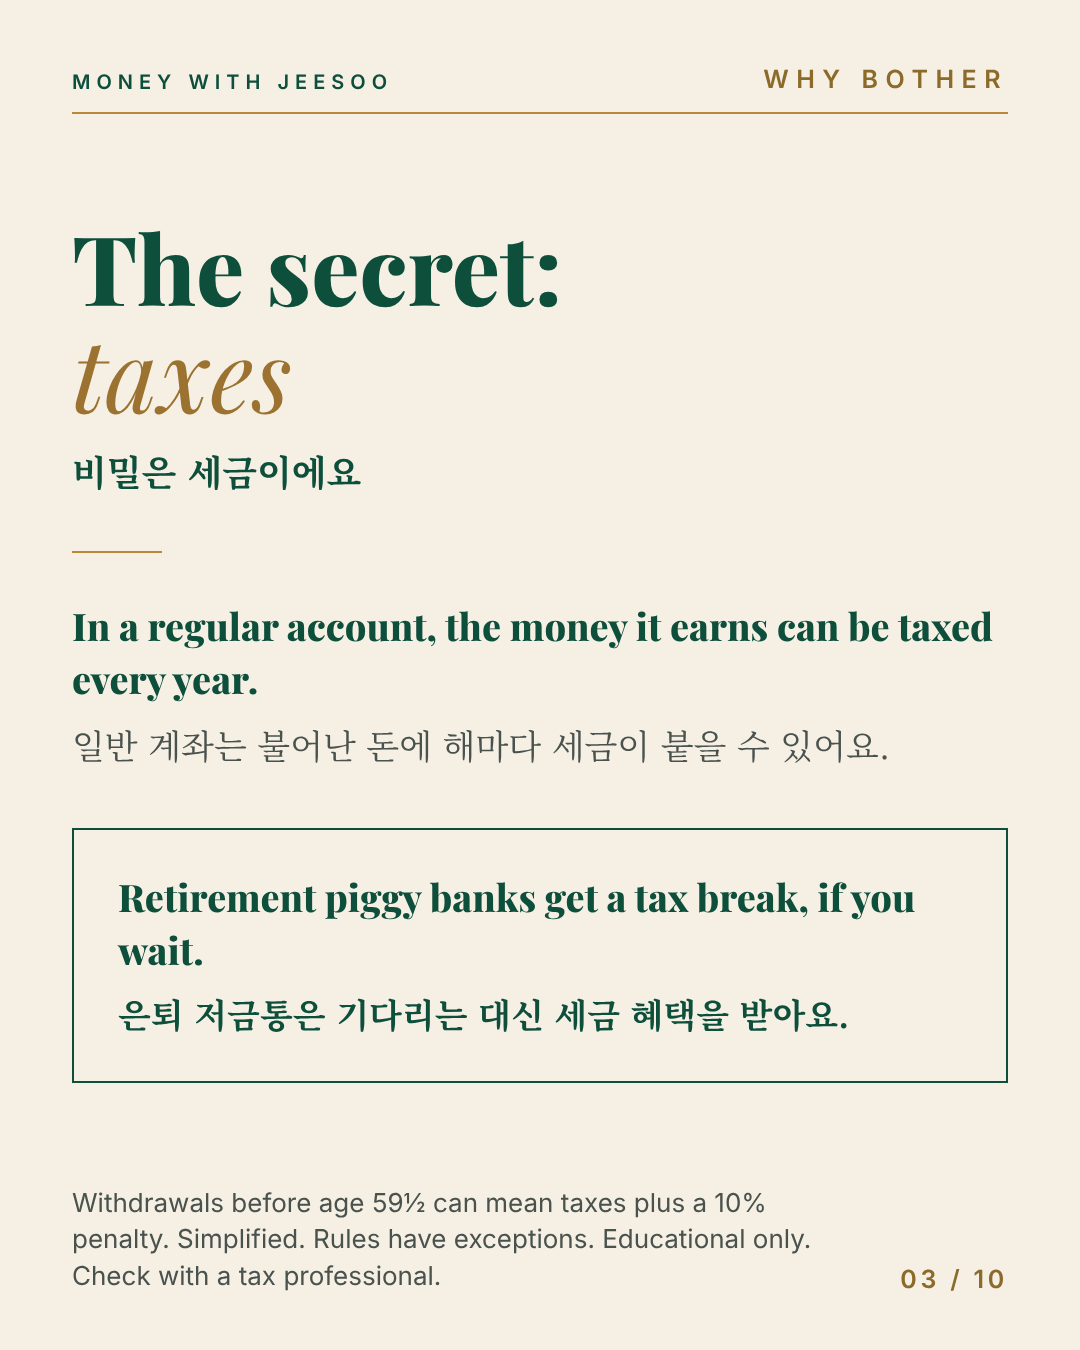 MONEY WITH JEESOO
WHY BOTHER
The secret:
taxes
비밀은 세금이에요
In a regular account, the money it earns can be taxed
every year.
일반 계좌는 불어난 돈에 해마다 세금이 붙을 수 있어요.
Retirement piggy banks get a tax break, if you
wait.
은퇴 저금통은 기다리는 대신 세금 혜택을 받아요.
Withdrawals before age 59½ can mean taxes plus a 10%
penalty. Simplified. Rules have exceptions. Educational only.
Check with a tax professional.
03 / 10